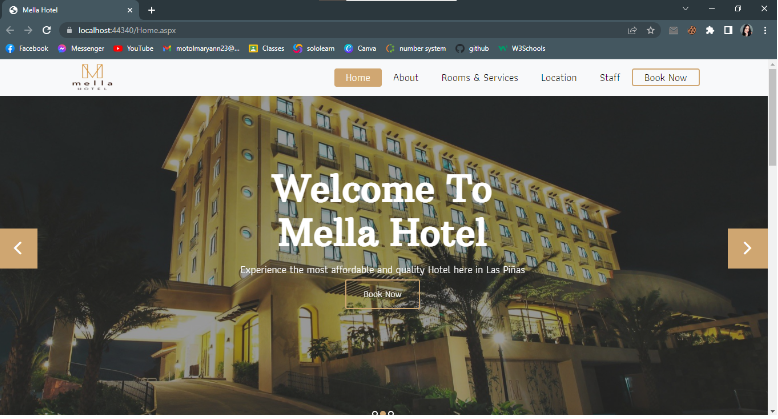 Mella Hotel
localhost:44340/Home.aspx
Facebook
Messenger
YouTube
motolmaryann23@...
Classes
sololearn
Canva
number system
github
W3Schools
mella
HOTEL
Home
About
Rooms & Services
Location
Staff
Book Now
Welcome To
Mella Hotel
Experience the most affordable and quality Hotel here in Las Piñas
Book Now